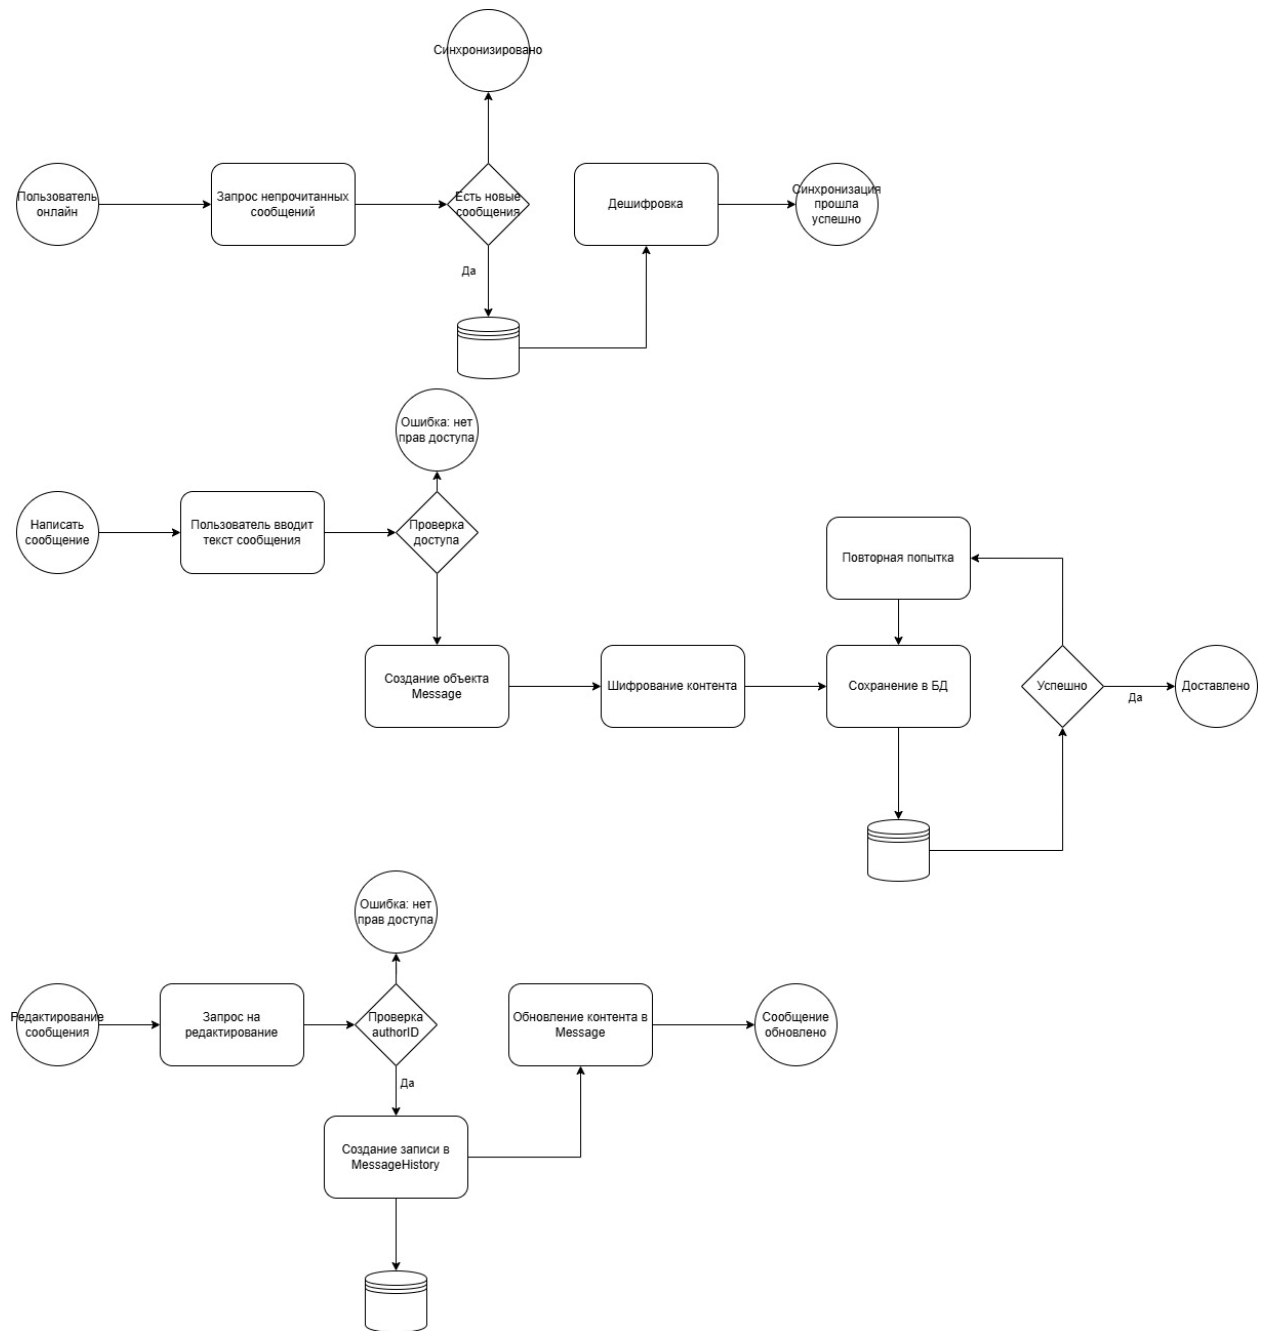 Синхронизировано
Пользователь
онлайн
Запрос непрочитанных
сообщений
Есть новые
сообщения
Дешифровка
Синхронизация
прошла
успешно
Да
Ошибка: нет
прав доступа
Написать
сообщение
Пользователь вводит
текст сообщения
Проверка
доступа
Повторная попытка
Создание объекта
Message
Шифрование контента
Сохранение в БД
Успешно
Да
Доставлено
Ошибка: нет
прав доступа
Редактирование
сообщения
Запрос на
редактирование
Проверка
authorID
Обновление контента в
Message
Сообщение
обновлено
Да
Создание записи в
MessageHistory